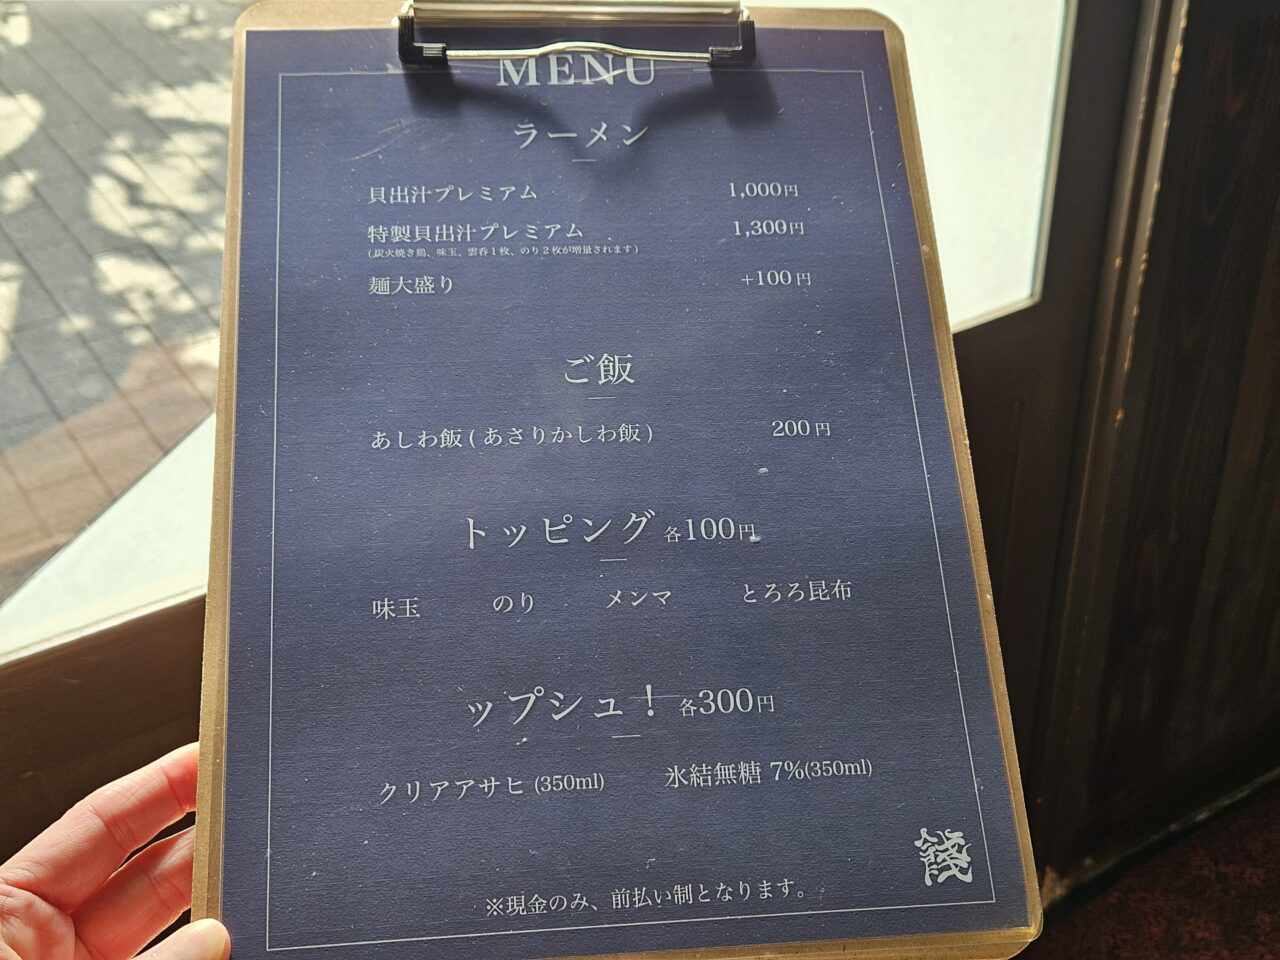 MENU
ラーメン
貝出汁プレミアム 1,000円
特製貝出汁プレミアム 1,300円
(炭火焼き鶏、味玉、雲呑1枚、のり2枚が増量されます)
麺大盛り +100円
ご飯
あしわ飯(あさりかしわ飯) 200円
トッピング 各100円
味玉 のり メンマ とろろ昆布
ップシュ! 各300円
クリアアサヒ (350ml) 氷結無糖 7%(350ml)
※現金のみ、前払い制となります。